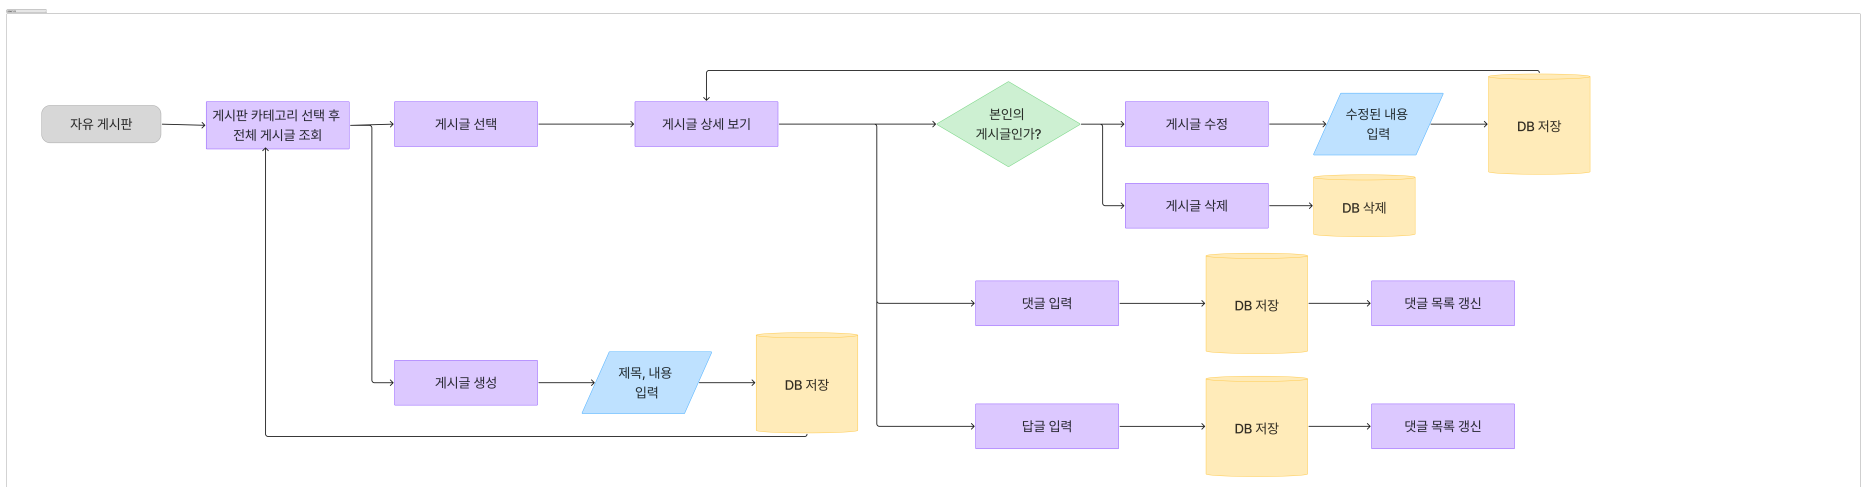 자유 게시판
게시판 카테고리 선택 후
전체 게시글 조회
게시글 선택
게시글 상세 보기
본인의
게시글인가?
게시글 수정
수정된 내용
입력
DB 저장
게시글 삭제
DB 삭제
댓글 입력
DB 저장
댓글 목록 갱신
게시글 생성
제목, 내용
입력
DB 저장
답글 입력
DB 저장
댓글 목록 갱신